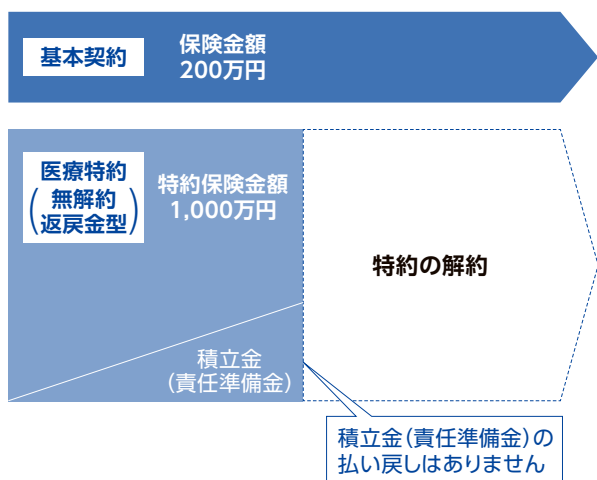 基本契約
保険金額
200万円
医療特約
(無解約
返戻金型)
特約保険金額
1,000万円
特約の解約
積立金
(責任準備金)
積立金(責任準備金)の
払い戻しはありません